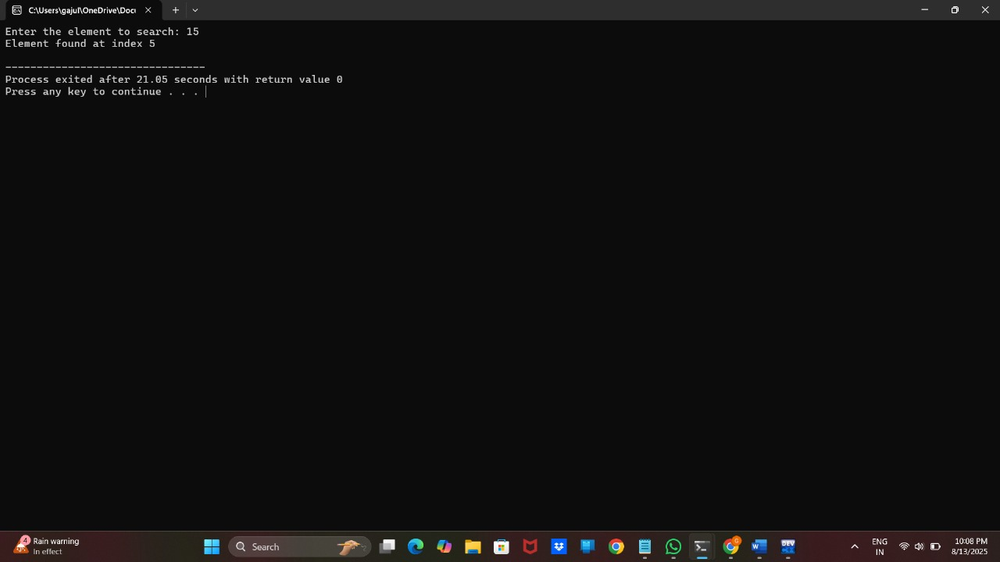 C:\Users\gajul\OneDrive\Docu
Enter the element to search: 15
Element found at index 5
--------------------------------
Process exited after 21.05 seconds with return value 0
Press any key to continue . . .
4
Rain warning
In effect
Search
G
W
DEV
ENG
IN
10:08 PM
8/13/2025